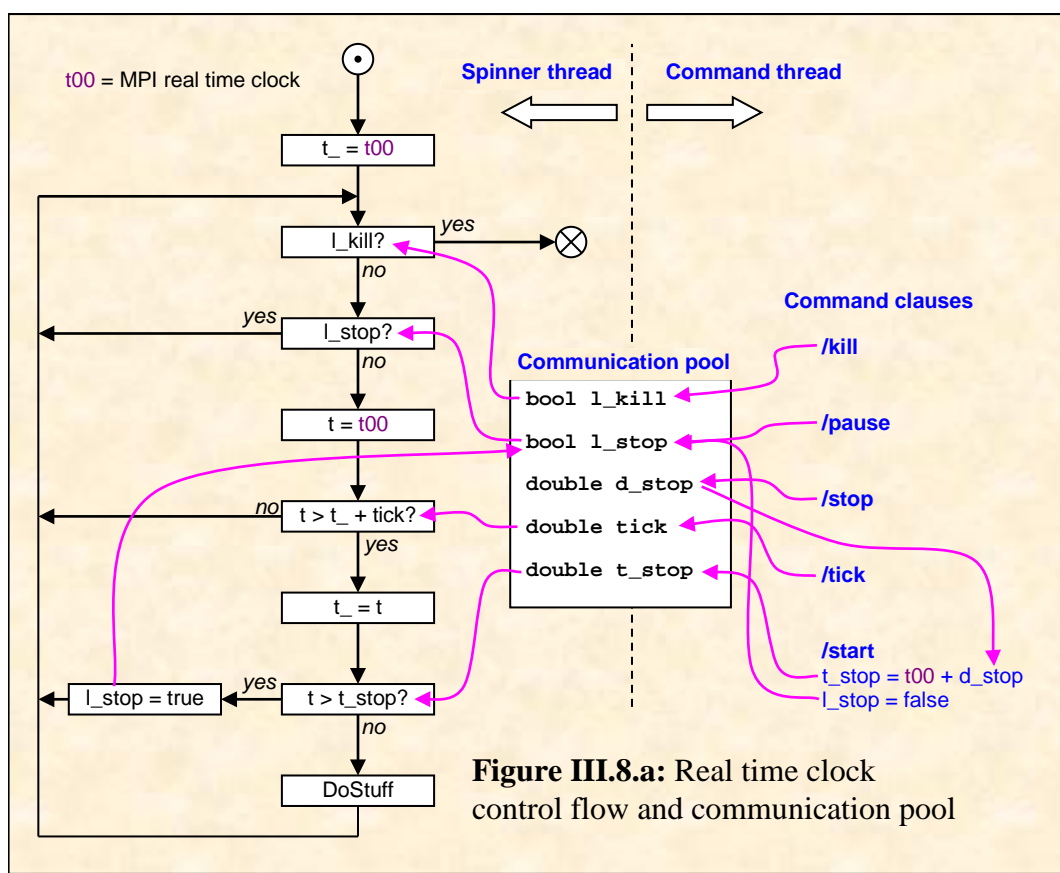 t00 = MPI real time clock
Spinner thread
Command thread
t_ = t00
l_kill?
yes
no
l_stop?
yes
no
t = t00
t > t_ + tick?
no
yes
t_ = t
t > t_stop?
yes
no
l_stop = true
DoStuff
Communication pool
bool l_kill
bool l_stop
double d_stop
double tick
double t_stop
Command clauses
/kill
/pause
/stop
/tick
/start
t_stop = t00 + d_stop
l_stop = false
Figure III.8.a: Real time clock
control flow and communication pool